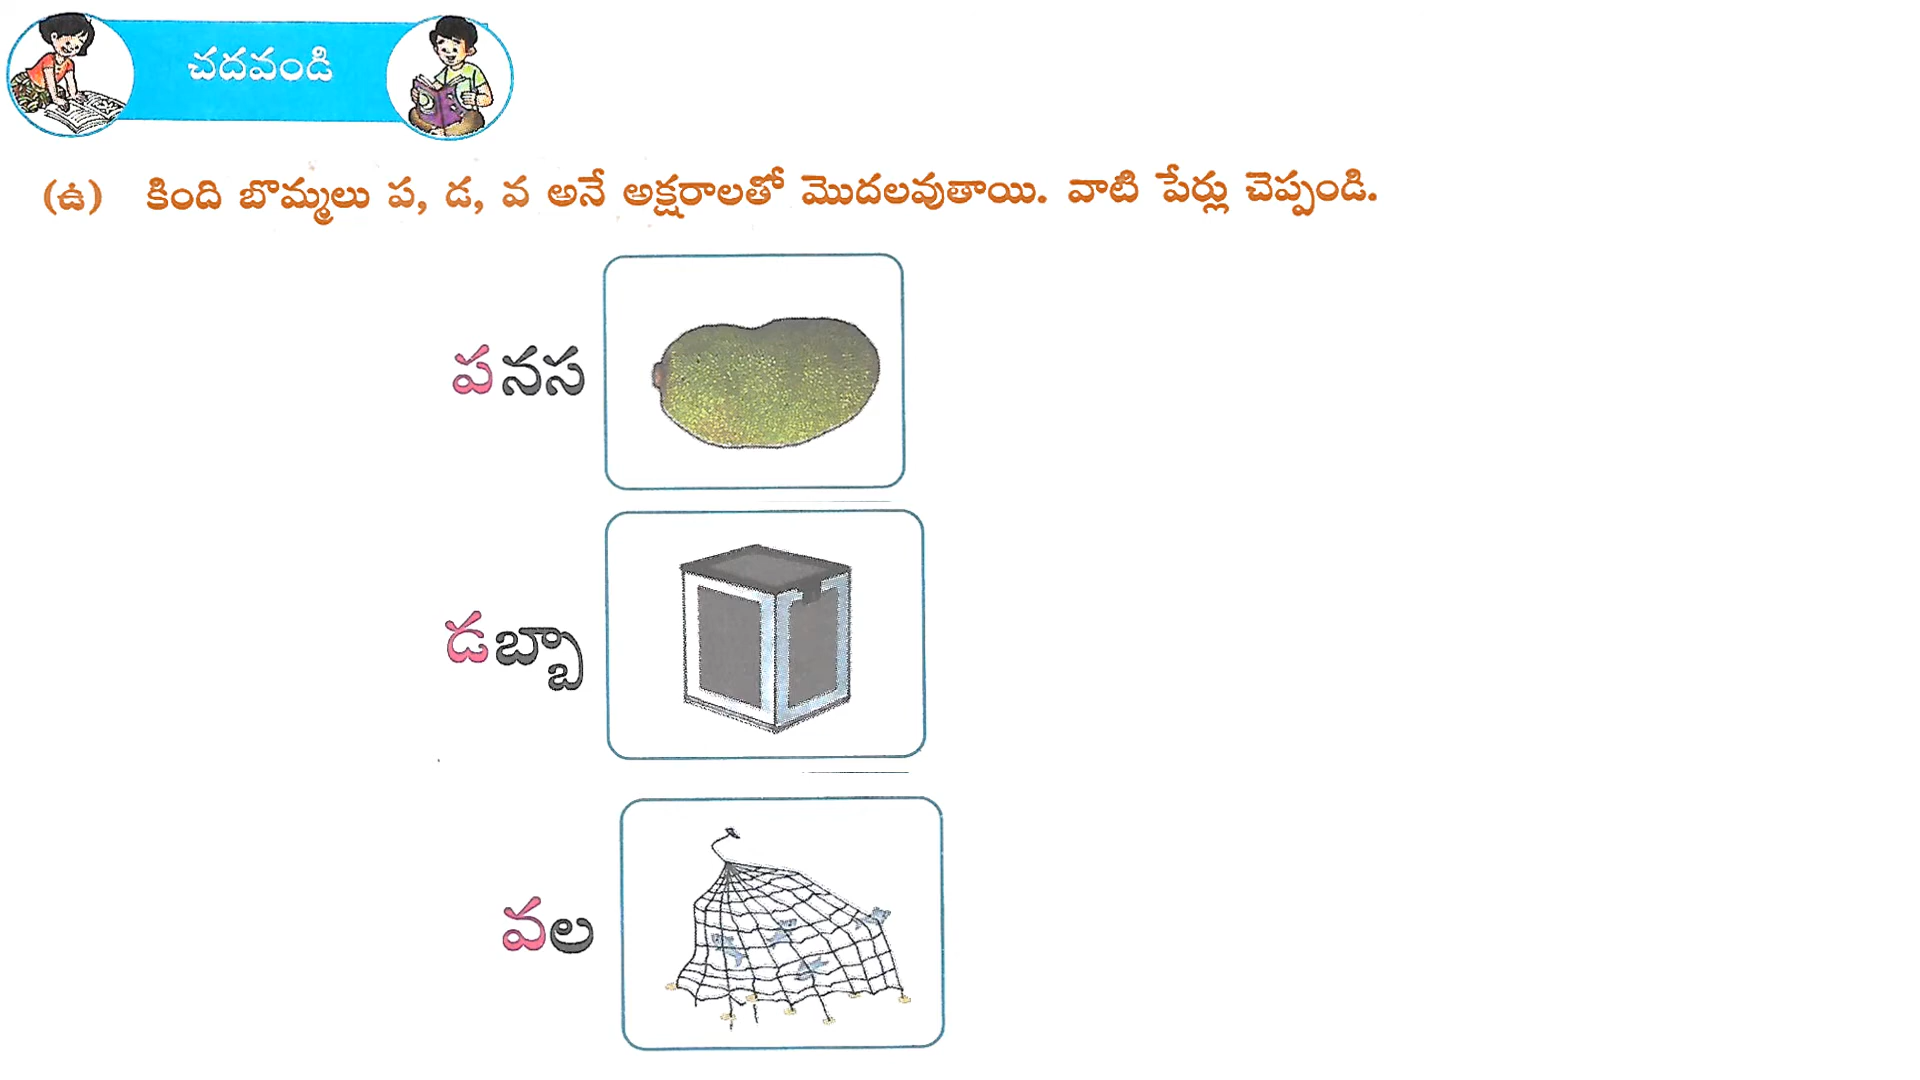 చదవండి
(ఉ) కింది బొమ్మలు ప, డ, వ అనే అక్షరాలతో మొదలవుతాయి. వాటి పేర్లు చెప్పండి.
పనస
డబ్బా
వల